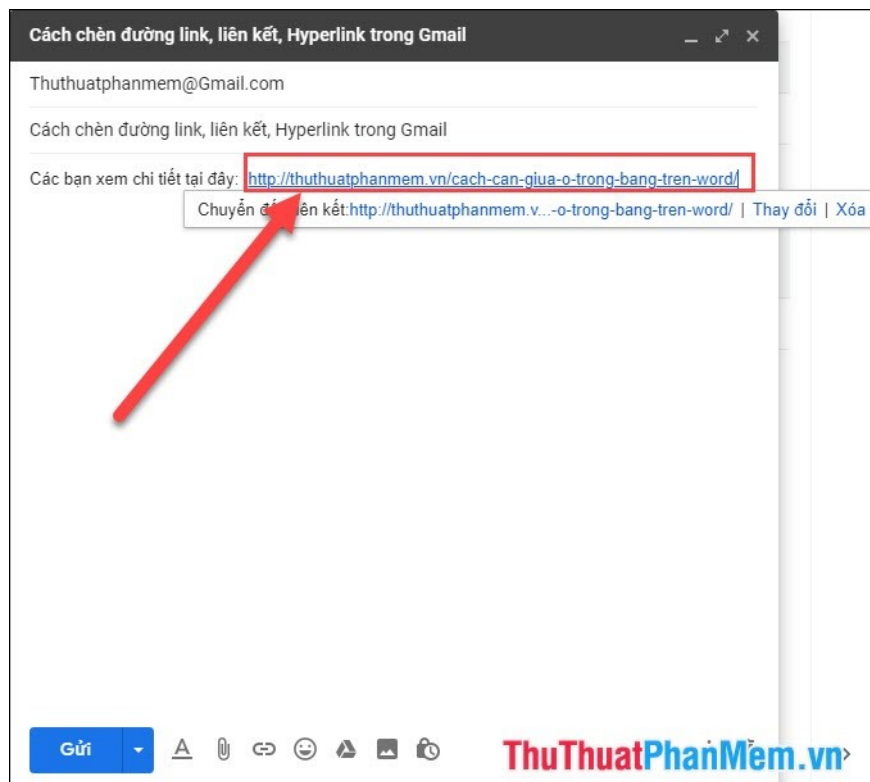 Cách chèn đường link, liên kết, Hyperlink trong Gmail
Thuthuatphanmem@Gmail.com
Cách chèn đường link, liên kết, Hyperlink trong Gmail
Các bạn xem chi tiết tại đây: http://thuthuatphanmem.vn/cach-can-giua-o-trong-bang-tren-word/
Chuyển liên kết:http://thuthuatphanmem.v...-o-trong-bang-tren-word/ | Thay đổi | Xóa
Gửi
ThuThuatPhanMem.vn